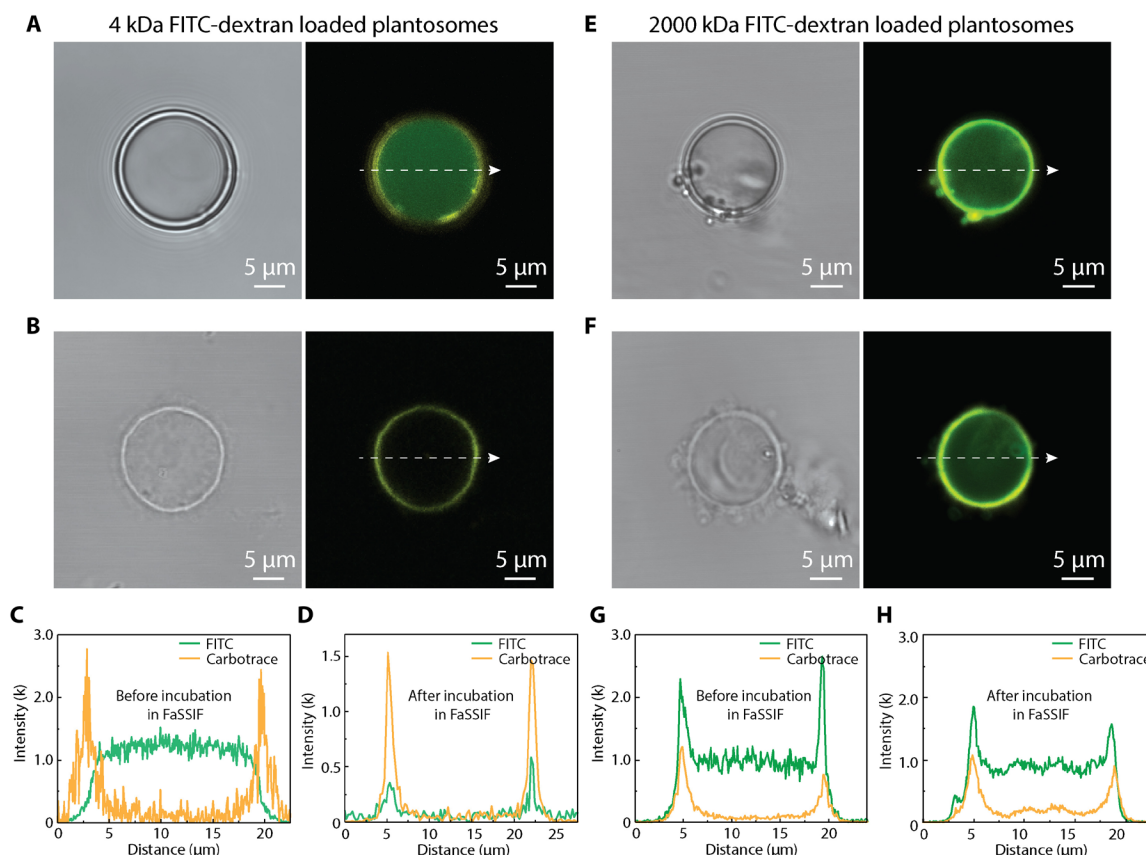 A
4 kDa FITC-dextran loaded plantosomes
E
2000 kDa FITC-dextran loaded plantosomes
5 µm
5 µm
5 µm
5 µm
B
F
5 µm
5 µm
5 µm
5 µm
C
3.0
2.0
1.0
0
Intensity (k)
FITC
Carbotrace
Before incubation
in FaSSIF
0
5
10
15
20
Distance (µm)
D
1.5
1.0
0.5
0
Intensity (k)
FITC
Carbotrace
After incubation
in FaSSIF
0
5
10
15
20
25
Distance (µm)
G
3.0
2.0
1.0
0
Intensity (k)
FITC
Carbotrace
Before incubation
in FaSSIF
0
5
10
15
20
Distance (µm)
H
3.0
2.0
1.0
0
Intensity (k)
FITC
Carbotrace
After incubation
in FaSSIF
0
5
10
15
20
Distance (µm)